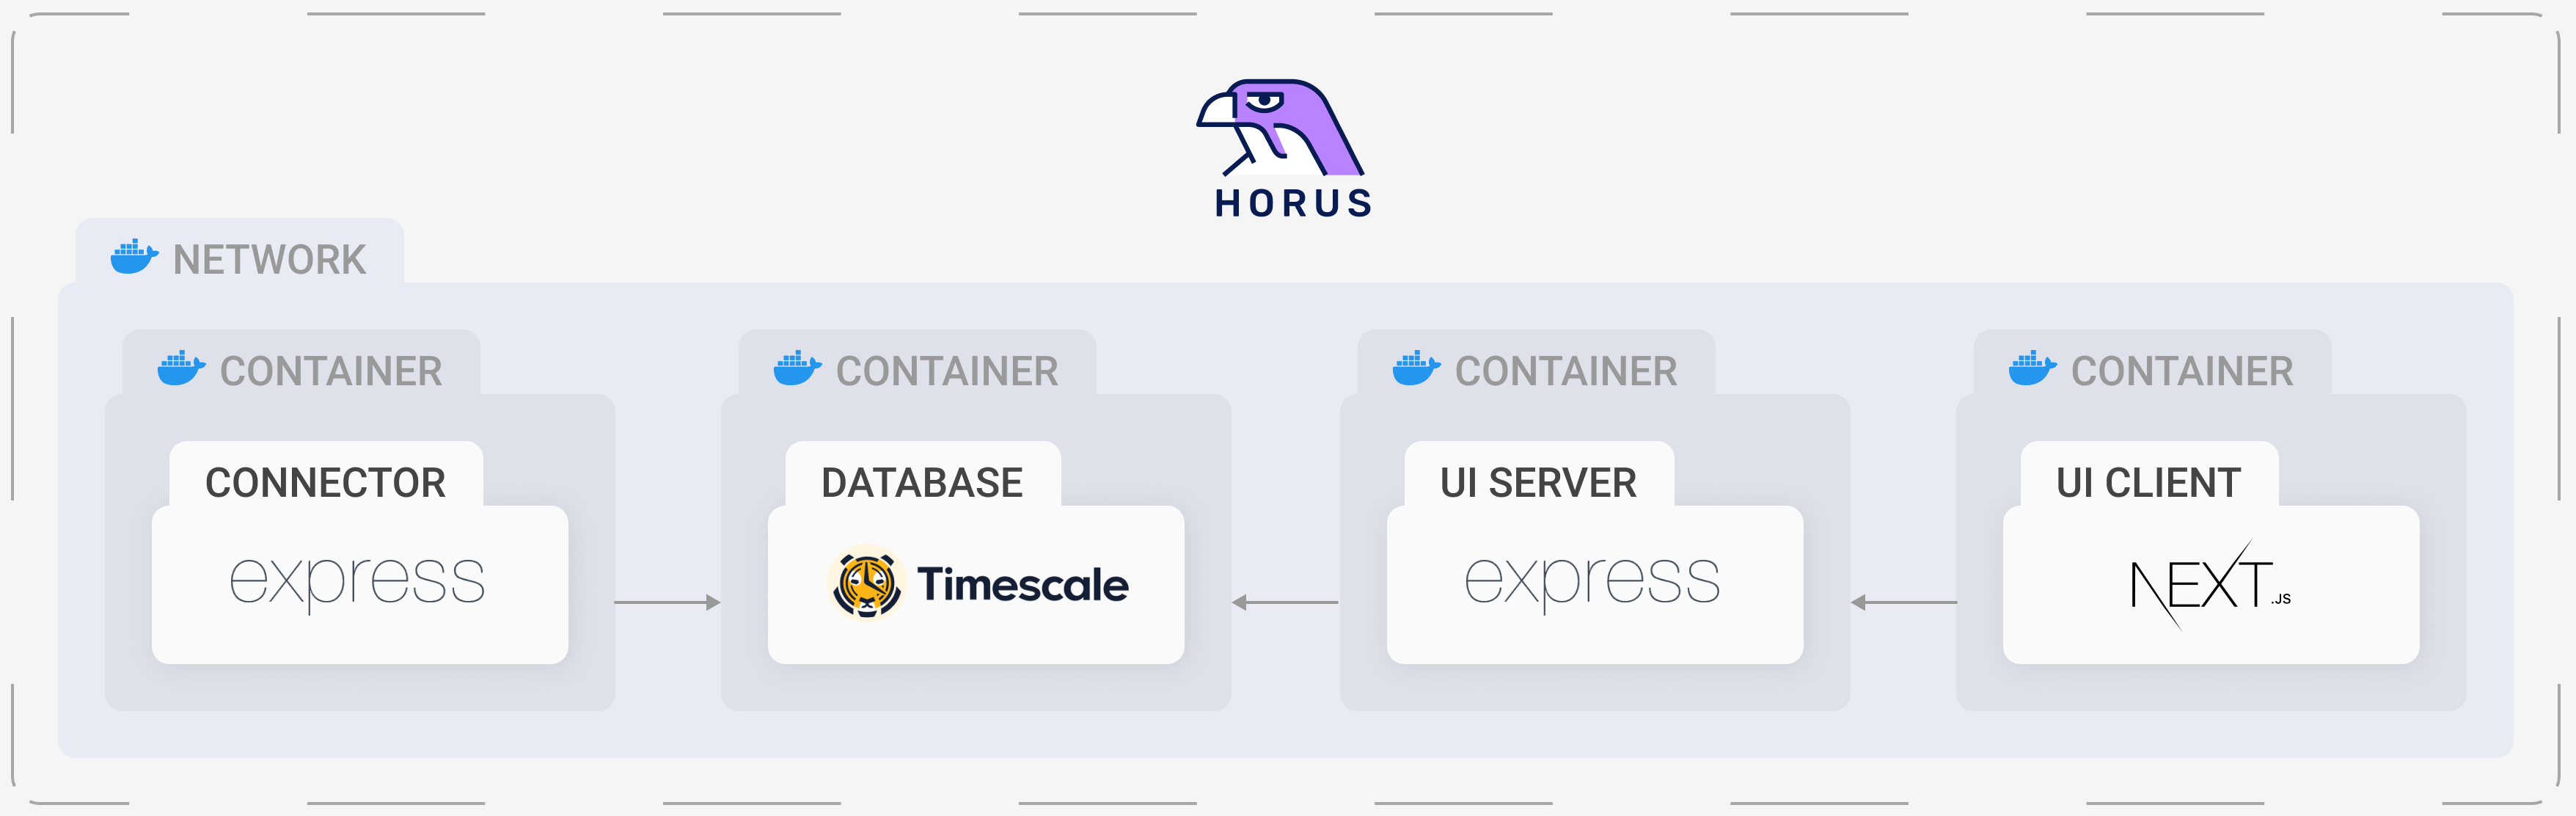 HORUS
NETWORK
CONTAINER
CONNECTOR
express
CONTAINER
DATABASE
Timescale
CONTAINER
UI SERVER
express
CONTAINER
UI CLIENT
NEXT.JS